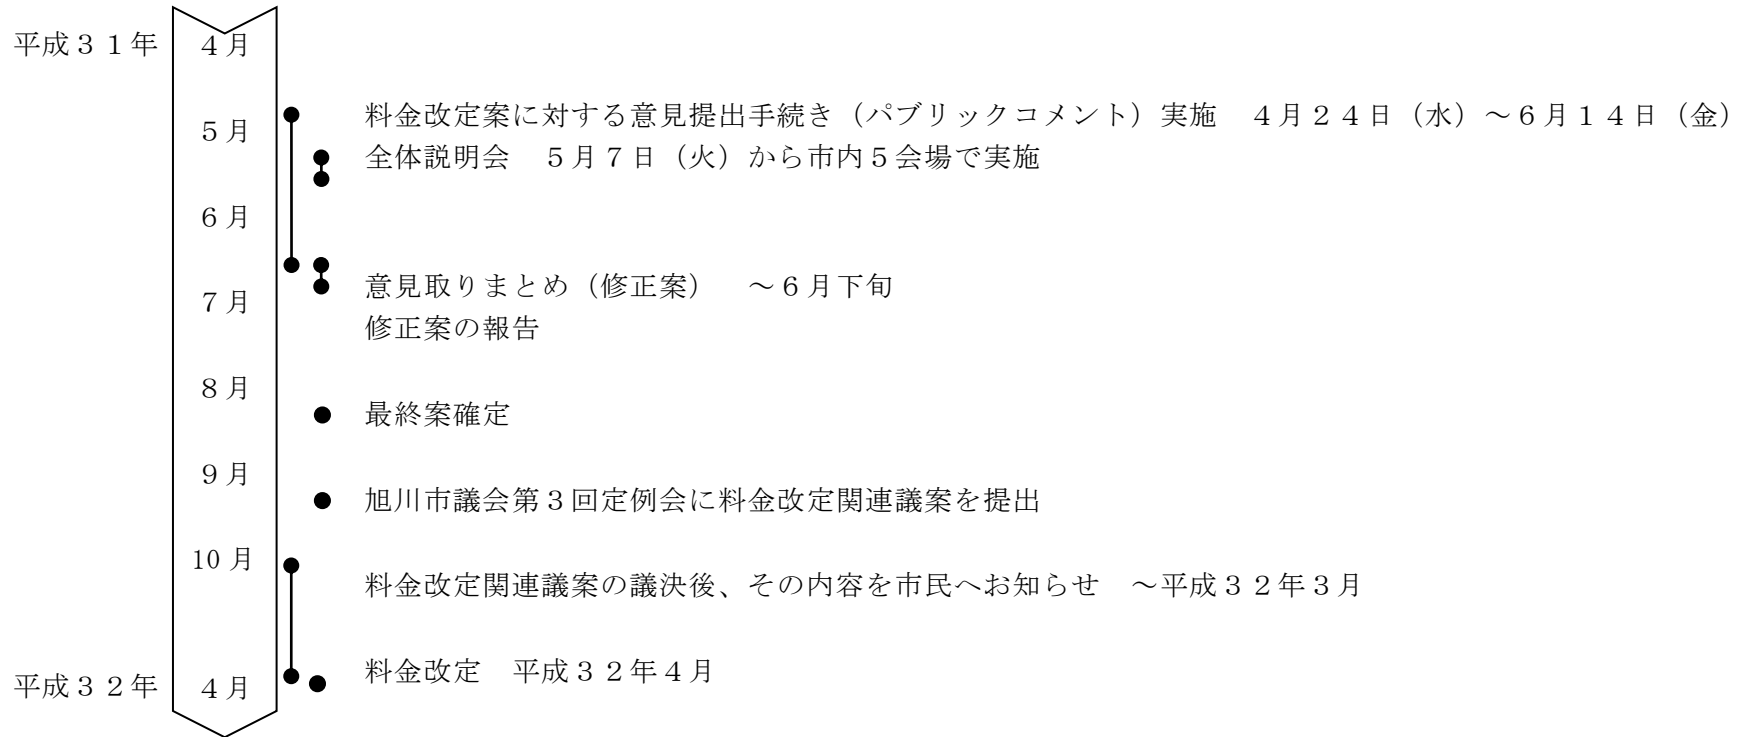 平成３１年 ４月
料金改定案に対する意見提出手続き（パブリックコメント）実施　４月２４日（水）～６月１４日（金）
５月
全体説明会　５月７日（火）から市内５会場で実施
６月
意見取りまとめ（修正案）　～６月下旬
７月
修正案の報告
８月
最終案確定
９月
旭川市議会第３回定例会に料金改定関連議案を提出
10 月
料金改定関連議案の議決後、その内容を市民へお知らせ　～平成３２年３月
料金改定　平成３２年４月
平成３２年 ４月